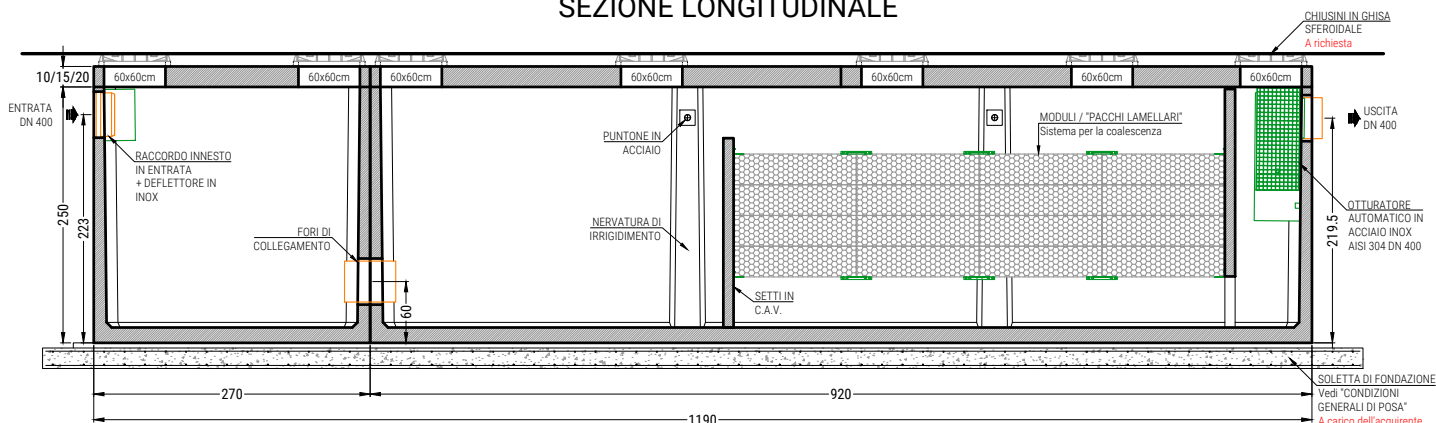 SEZIONE LONGITUDINALE
CHIUSINI IN GHISA
SFEROIDALE
A richiesta
10/15/20
60x60cm
60x60cm
60x60cm
60x60cm
60x60cm
60x60cm
60x60cm
ENTRATA
DN 400
USCITA
DN 400
MODULI / "PACCHI LAMELLARI"
Sistema per la coalescenza
PUNTONE IN
ACCIAIO
RACCORDO INNESTO
IN ENTRATA
+ DEFLETTORE IN
INOX
250
223
FORI DI
COLLEGAMENTO
NERVATURA DI
IRRIGIDIMENTO
OTTURATORE
AUTOMATICO IN
ACCIAIO INOX
AISI 304 DN 400
219.5
60
SETTI IN
C.A.V.
SOLETTA DI FONDAZIONE
Vedi "CONDIZIONI
GENERALI DI POSA"
A carico dell'acquirente
270
920
1190